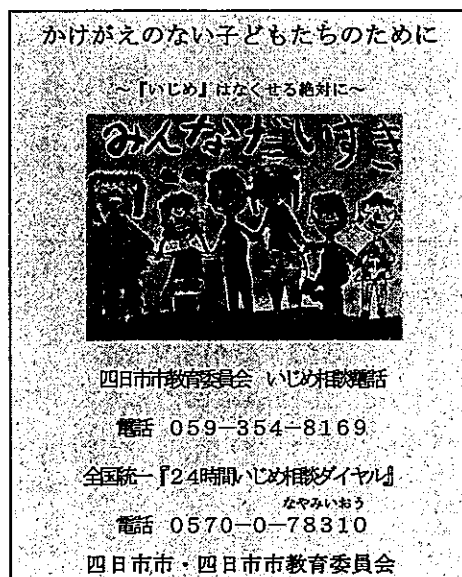 かけがえのない子どもたちのために
～『いじめ』はなくせる絶対に～
みんなだいすき
四日市市教育委員会　いじめ相談電話
電話　059－354－8169
全国統一『24時間いじめ相談ダイヤル』
なやみいおう
電話　0570－0－78310
四日市市・四日市市教育委員会